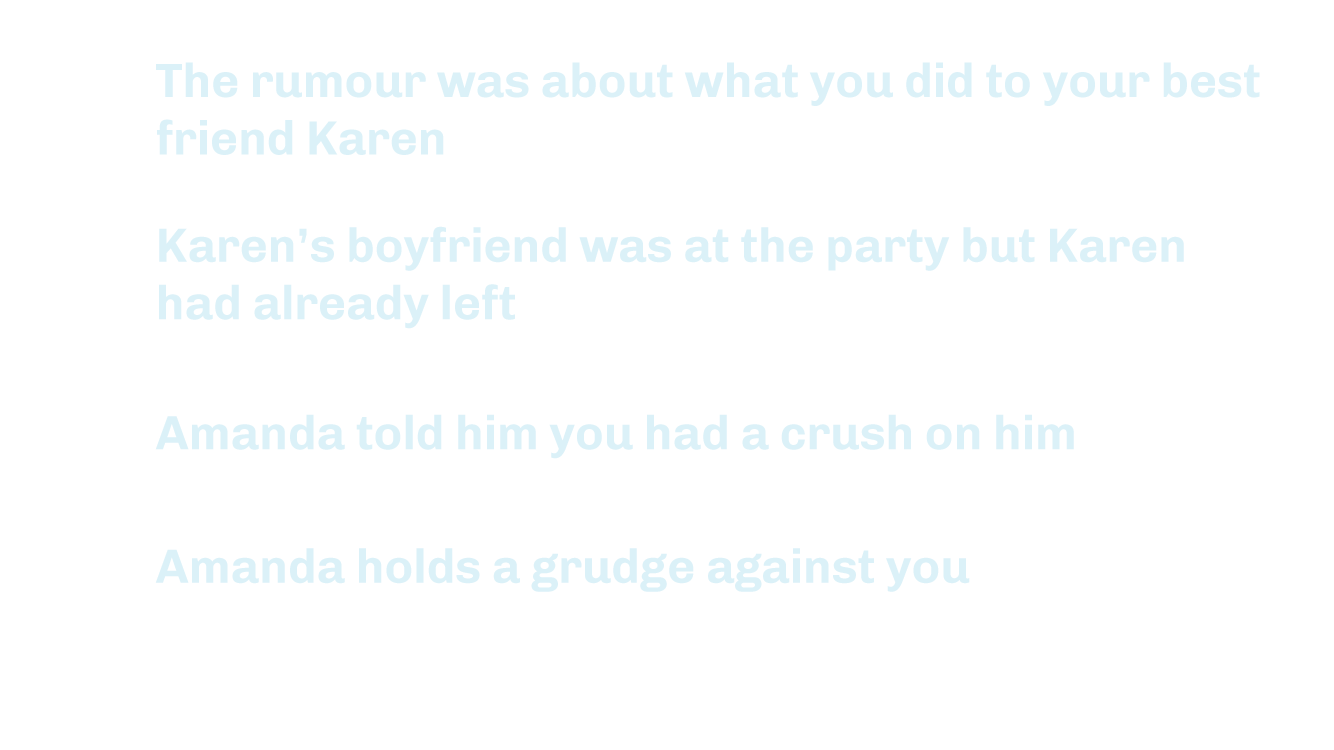 The rumour was about what you did to your best
friend Karen
Karen’s boyfriend was at the party but Karen
had already left
Amanda told him you had a crush on him
Amanda holds a grudge against you